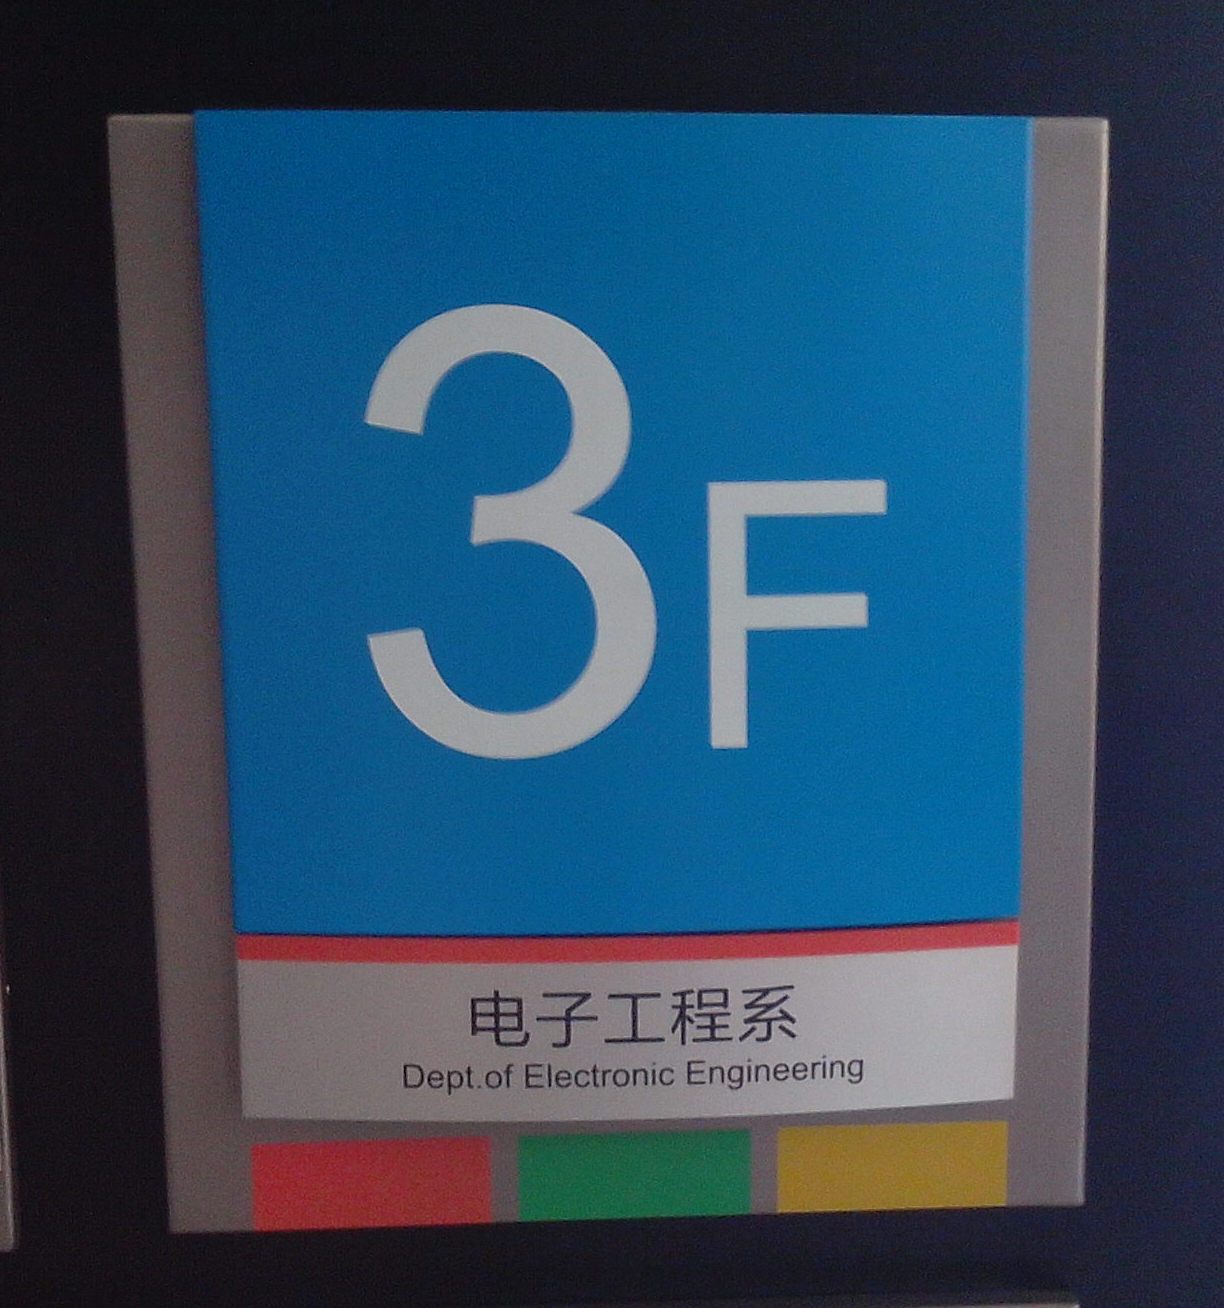 3F
电子工程系
Dept.of Electronic Engineering